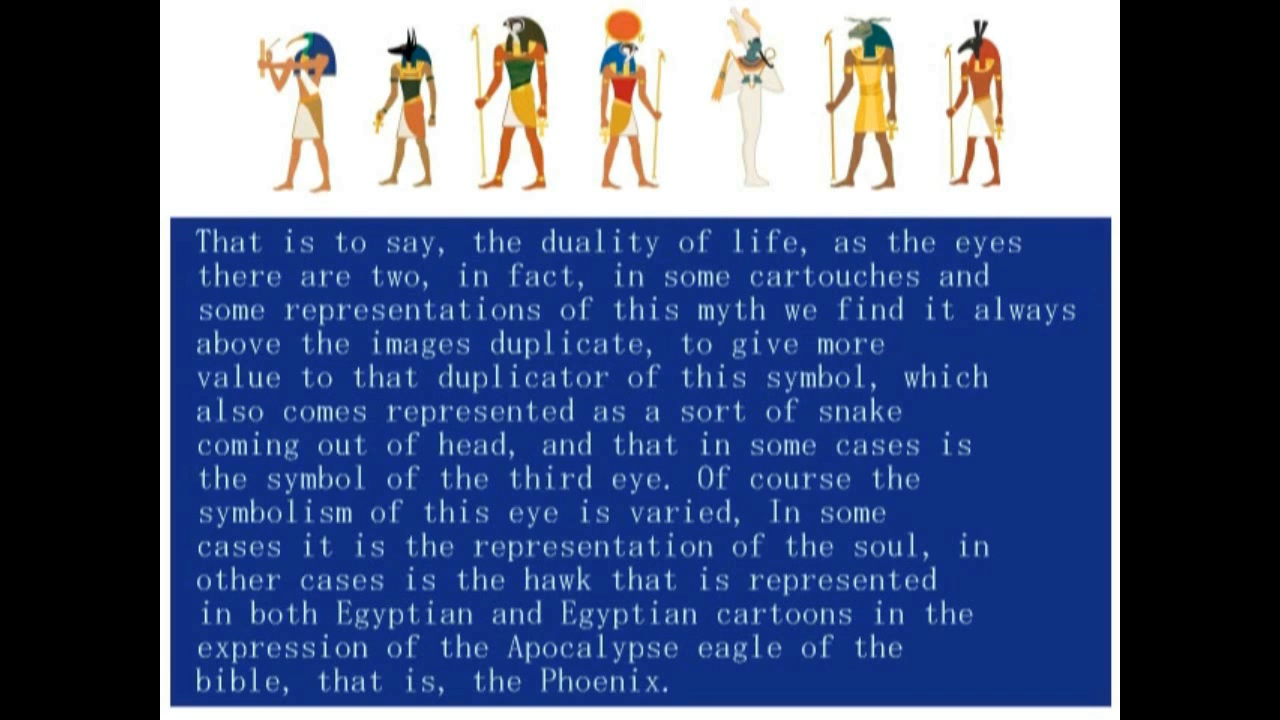 That is to say, the duality of life, as the eyes
there are two, in fact, in some cartouches and
some representations of this myth we find it always
above the images duplicate, to give more
value to that duplicator of this symbol, which
also comes represented as a sort of snake
coming out of head, and that in some cases is
the symbol of the third eye. Of course the
symbolism of this eye is varied, In some
cases it is the representation of the soul, in
other cases is the hawk that is represented
in both Egyptian and Egyptian cartoons in the
expression of the Apocalypse eagle of the
bible, that is, the Phoenix.